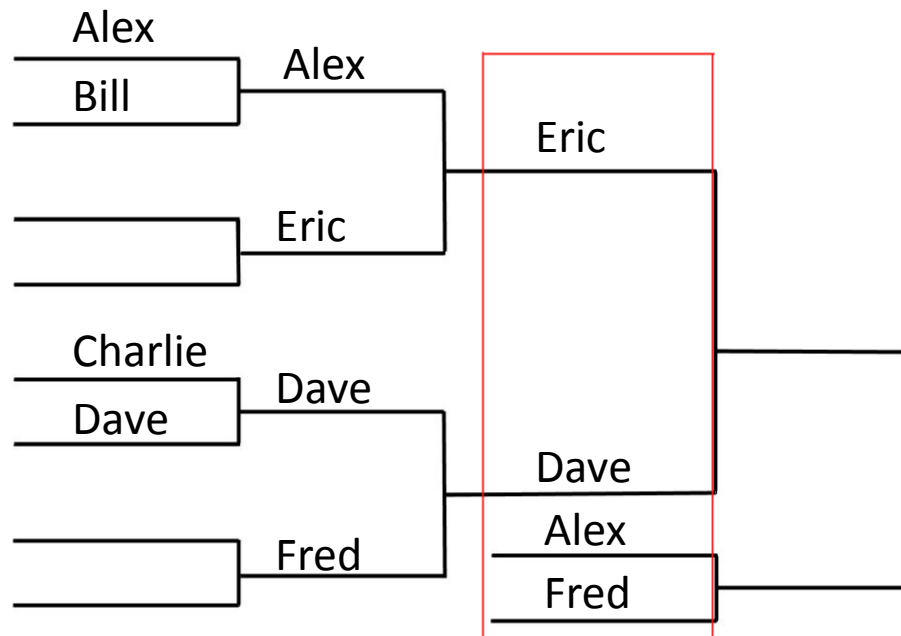 Alex
Bill
Charlie
Dave
Alex
Eric
Dave
Fred
Eric
Dave
Alex
Fred